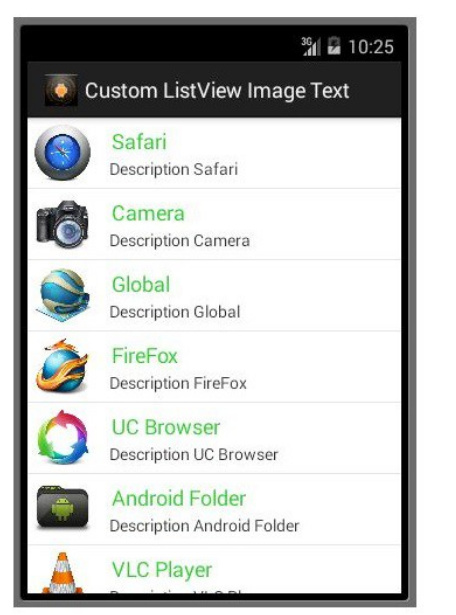 3G 10:25
Custom ListView Image Text
Safari
Description Safari
Camera
Description Camera
Global
Description Global
FireFox
Description FireFox
UC Browser
Description UC Browser
Android Folder
Description Android Folder
VLC Player